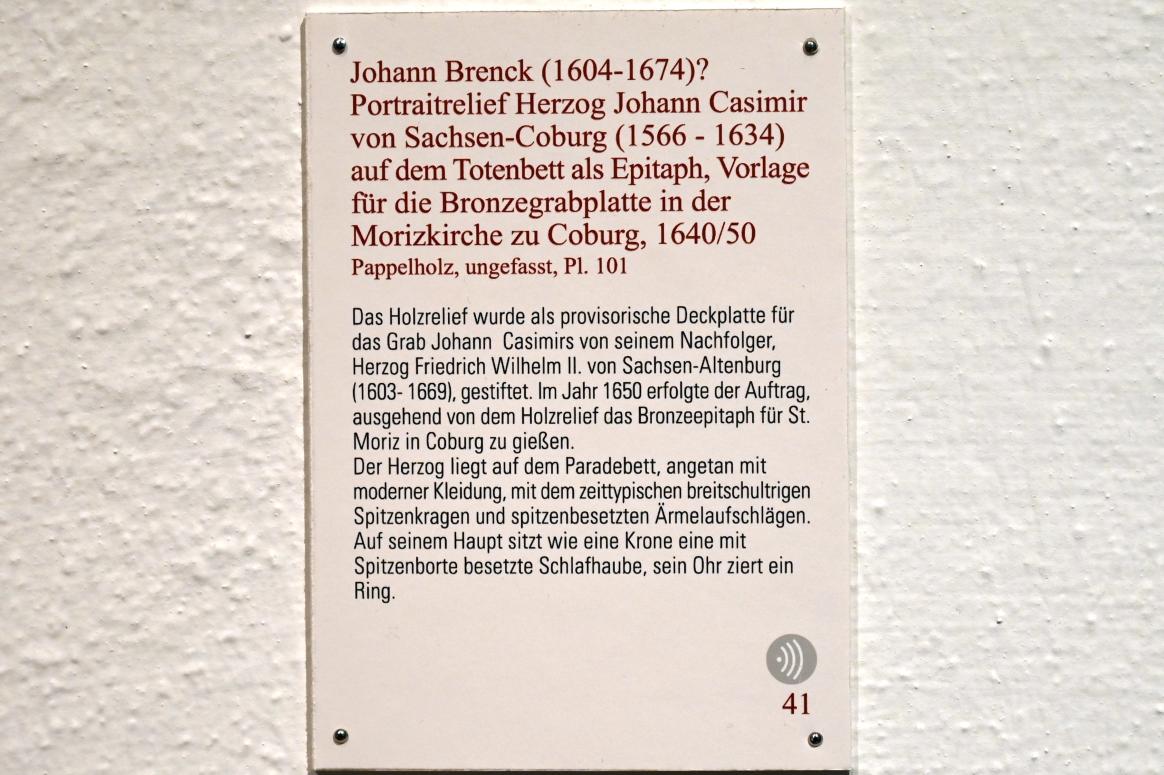 Johann Brenck (1604-1674)?
Portraitrelief Herzog Johann Casimir
von Sachsen-Coburg (1566 - 1634)
auf dem Totenbett als Epitaph, Vorlage
für die Bronzegrabplatte in der
Morizkirche zu Coburg, 1640/50
Pappelholz, ungefasst, Pl. 101
Das Holzrelief wurde als provisorische Deckplatte für
das Grab Johann Casimirs von seinem Nachfolger,
Herzog Friedrich Wilhelm II. von Sachsen-Altenburg
(1603- 1669), gestiftet. Im Jahr 1650 erfolgte der Auftrag,
ausgehend von dem Holzrelief das Bronzeepitaph für St.
Moriz in Coburg zu gießen.
Der Herzog liegt auf dem Paradebett, angetan mit
moderner Kleidung, mit dem zeittypischen breitschultrigen
Spitzenkragen und spitzenbesetzten Ärmelaufschlägen.
Auf seinem Haupt sitzt wie eine Krone eine mit
Spitzenborte besetzte Schlafhaube, sein Ohr ziert ein
Ring.
41